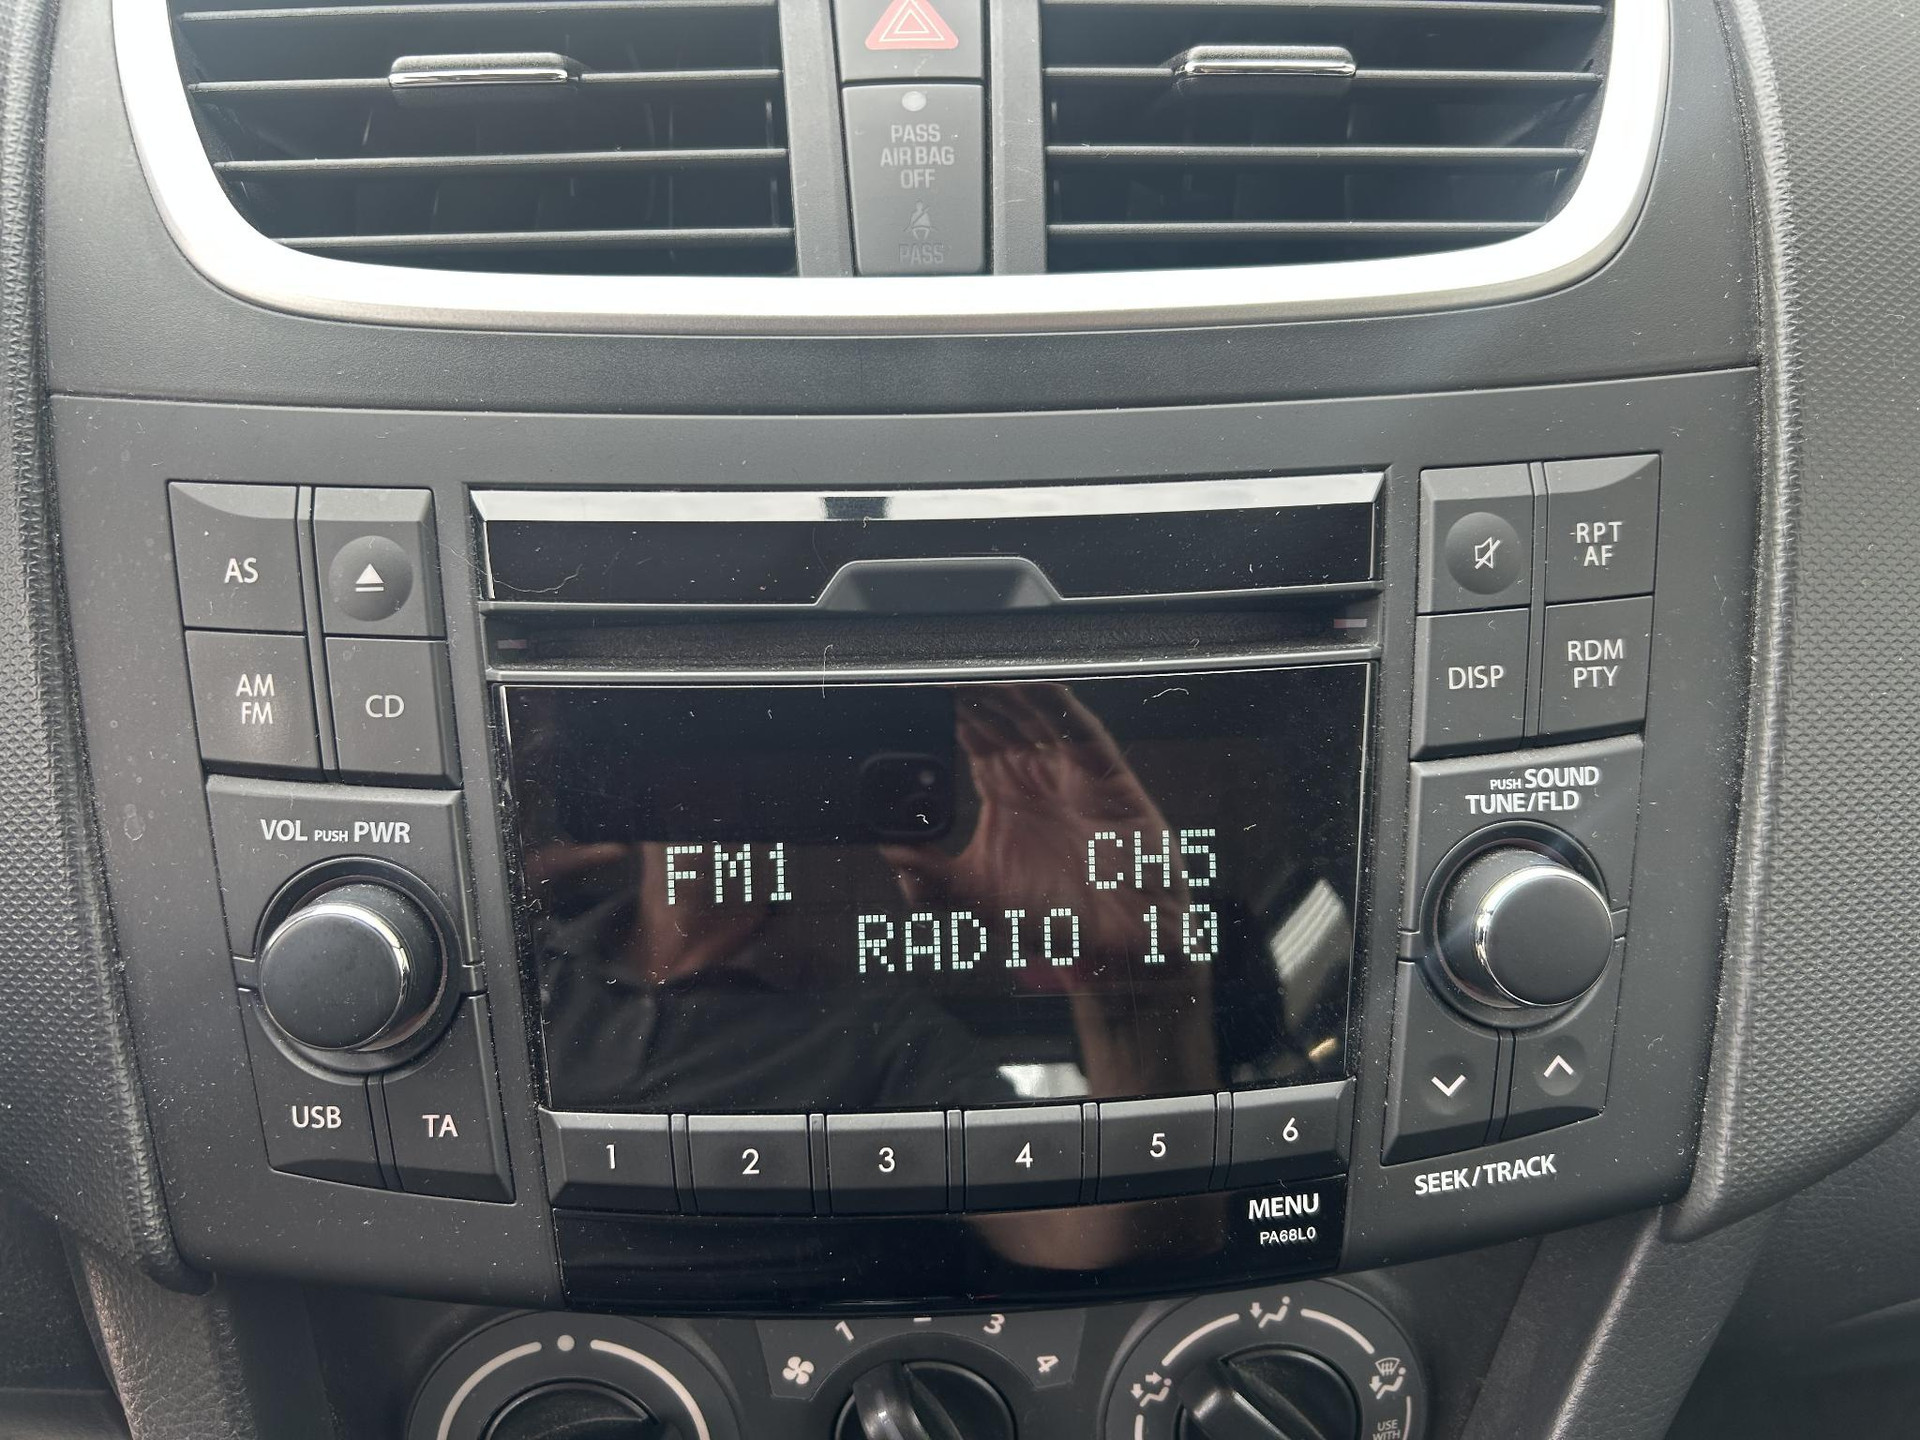 PASS
AIR BAG
OFF
PASS
AS
AM
FM
CD
RPT
AF
DISP
RDM
PTY
VOL PUSH PWR
PUSH SOUND
TUNE/FLD
FM1 CH5
RADIO 10
USB
TA
1 2 3 4 5 6
SEEK/TRACK
MENU
PA68L0
1 3
4
USE
WITH